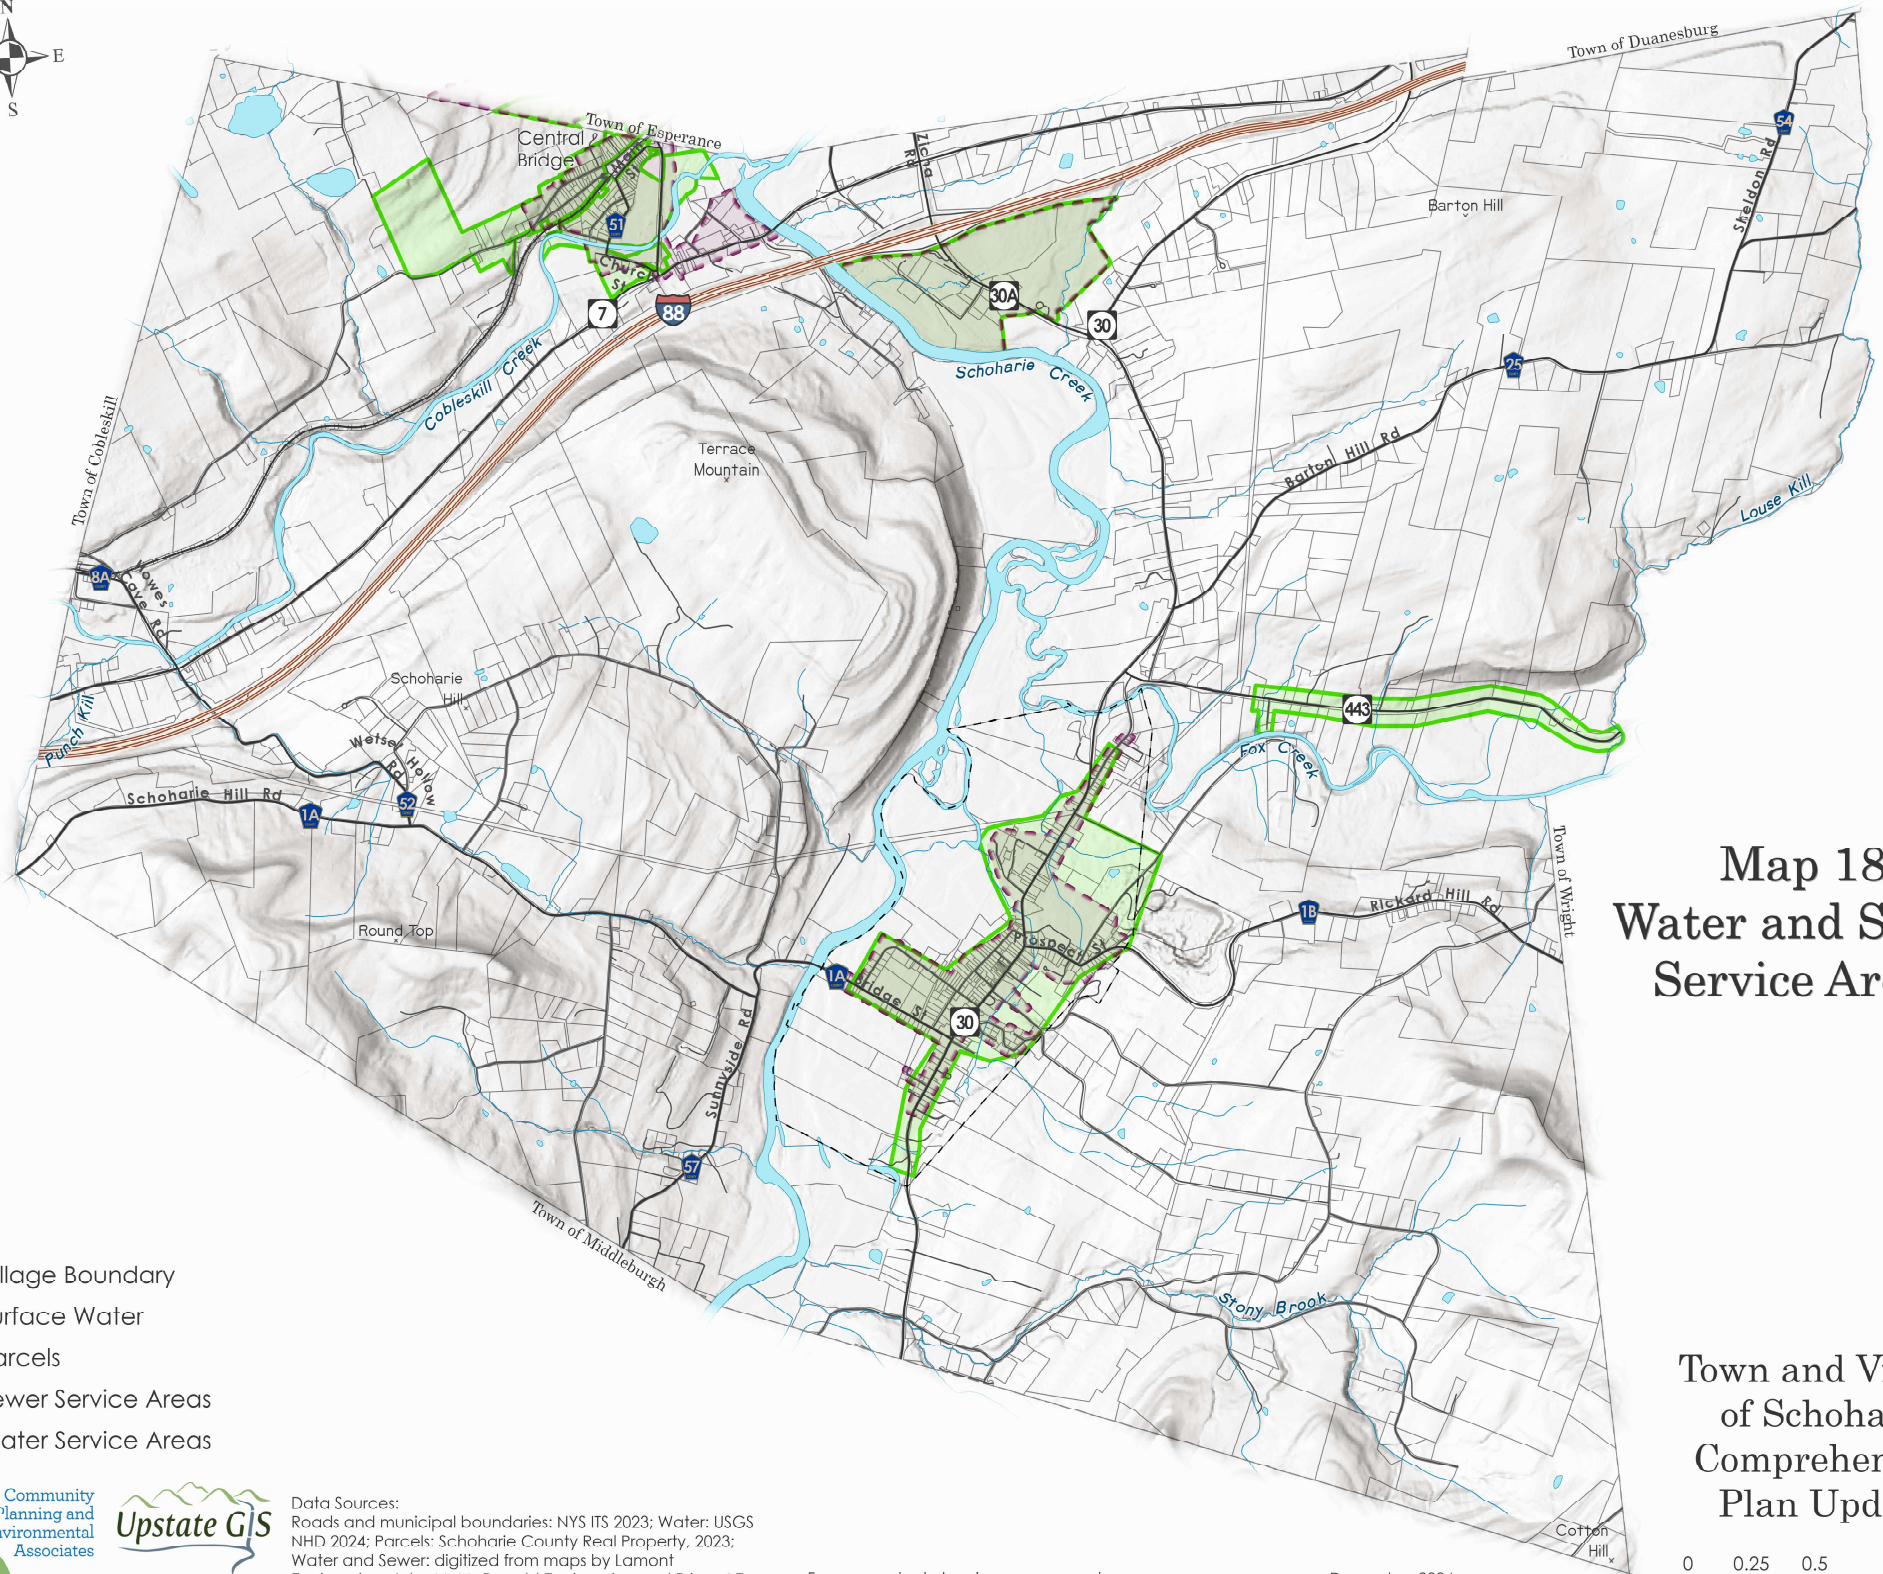 N
E
S
Town of Duanesburg
54
Sheldon Rd
Central
Bridge
Town of Esperance
Main St
Zicha
Rd
Barton Hill
51
Church
St
7
88
30A
30
Schoharie Creek
25
Cobleskill Creek
Town of Cobleskill
Terrace
Mountain
Barton Hill Rd
Louse Kill
8A
Howes
Cave Rd
Schoharie
Hill
Punch Kill
443
Fox Creek
Wetsel Hollow
Rd
52
Schoharie Hill Rd
1A
Town of Wright
Map 18
Water and S
Service Ar
1B
Rickard Hill Rd
Round Top
Prospect St
1A
Bridge St
30
Sunnyside Rd
57
Town of Middleburgh
Stony Brook
llage Boundary
urface Water
arcels
ewer Service Areas
ater Service Areas
Town and V
of Schoha
Comprehen
Plan Upd
Community
Planning and
nvironmental
Associates
Upstate GIS
Data Sources:
Roads and municipal boundaries: NYS ITS 2023; Water: USGS
NHD 2024; Parcels: Schoharie County Real Property, 2023;
Water and Sewer: digitized from maps by Lamont
Cotton
Hill
0 0.25 0.5